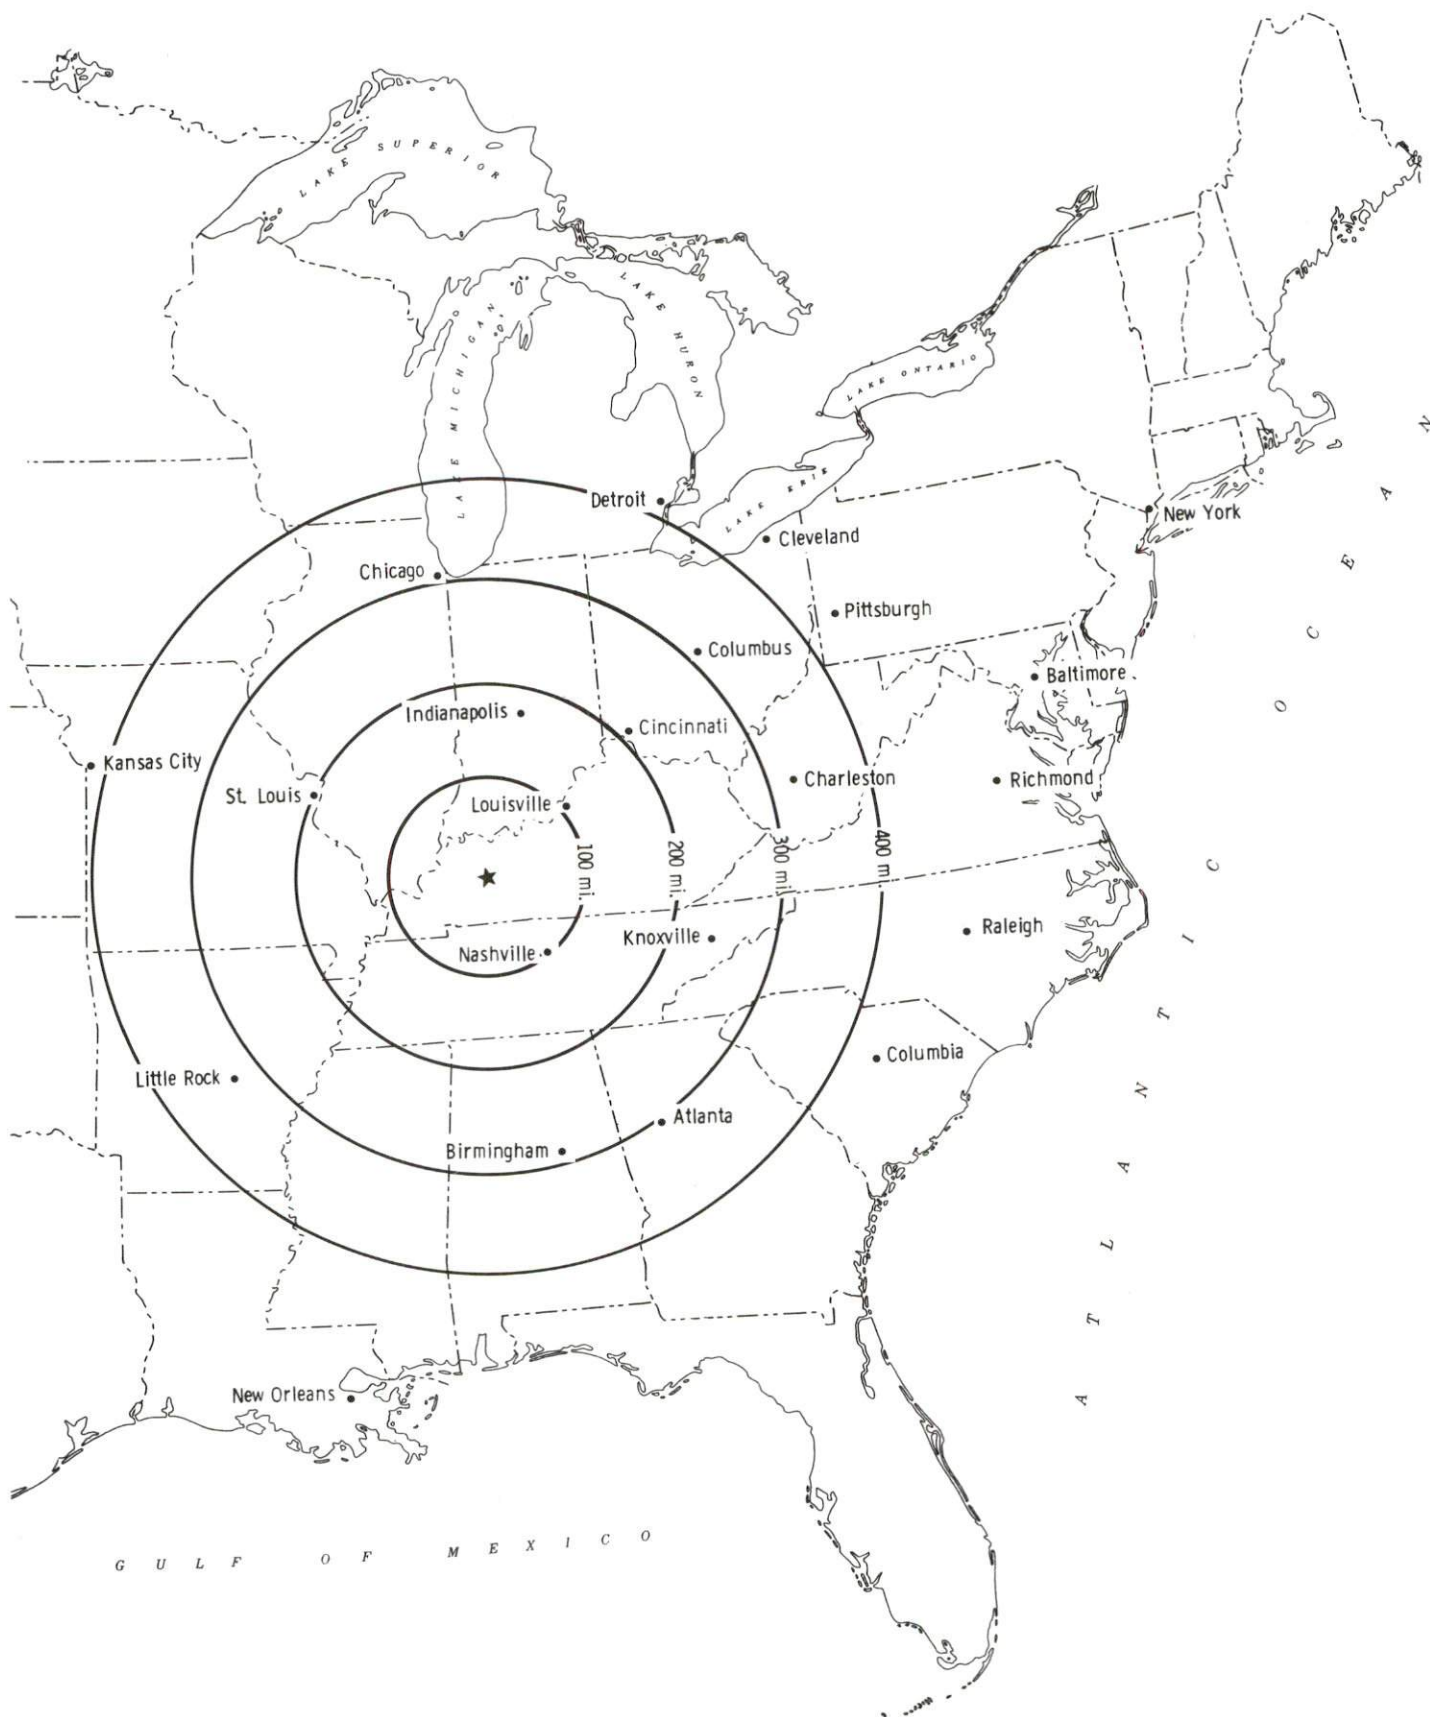 LAKE SUPERIOR
LAKE MICHIGAN
LAKE HURON
LAKE ONTARIO
LAKE ERIE
Detroit
New York
Cleveland
Chicago
Pittsburgh
Columbus
Baltimore
Indianapolis
Cincinnati
Kansas City
Charleston
Richmond
St. Louis
Louisville
100 mi.
200 mi.
300 mi.
400 m.
Raleigh
Knoxville
Nashville
Columbia
Little Rock
Atlanta
Birmingham
New Orleans
ATLANTIC OCEAN
GULF OF MEXICO